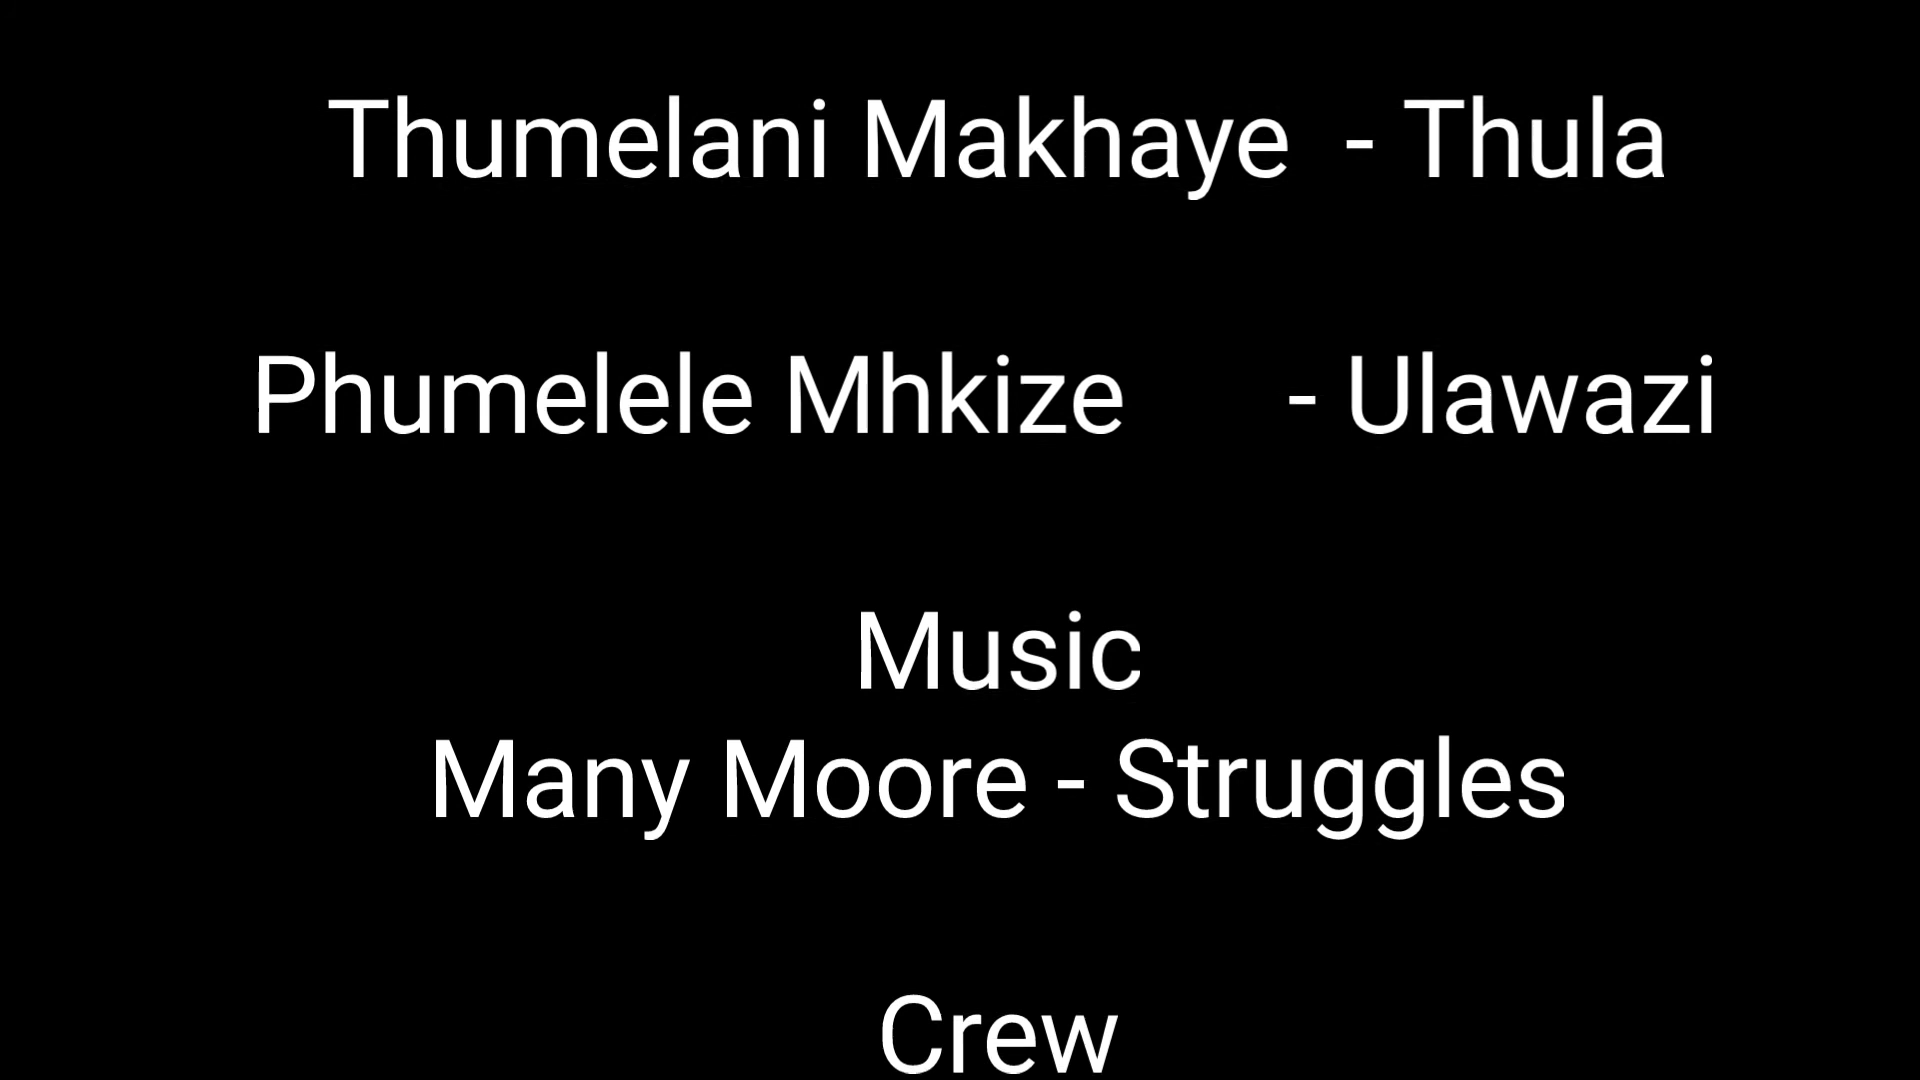 Thumelani Makhaye - Thula
Phumelele Mhkize - Ulawazi
Music
Many Moore - Struggles
Crew